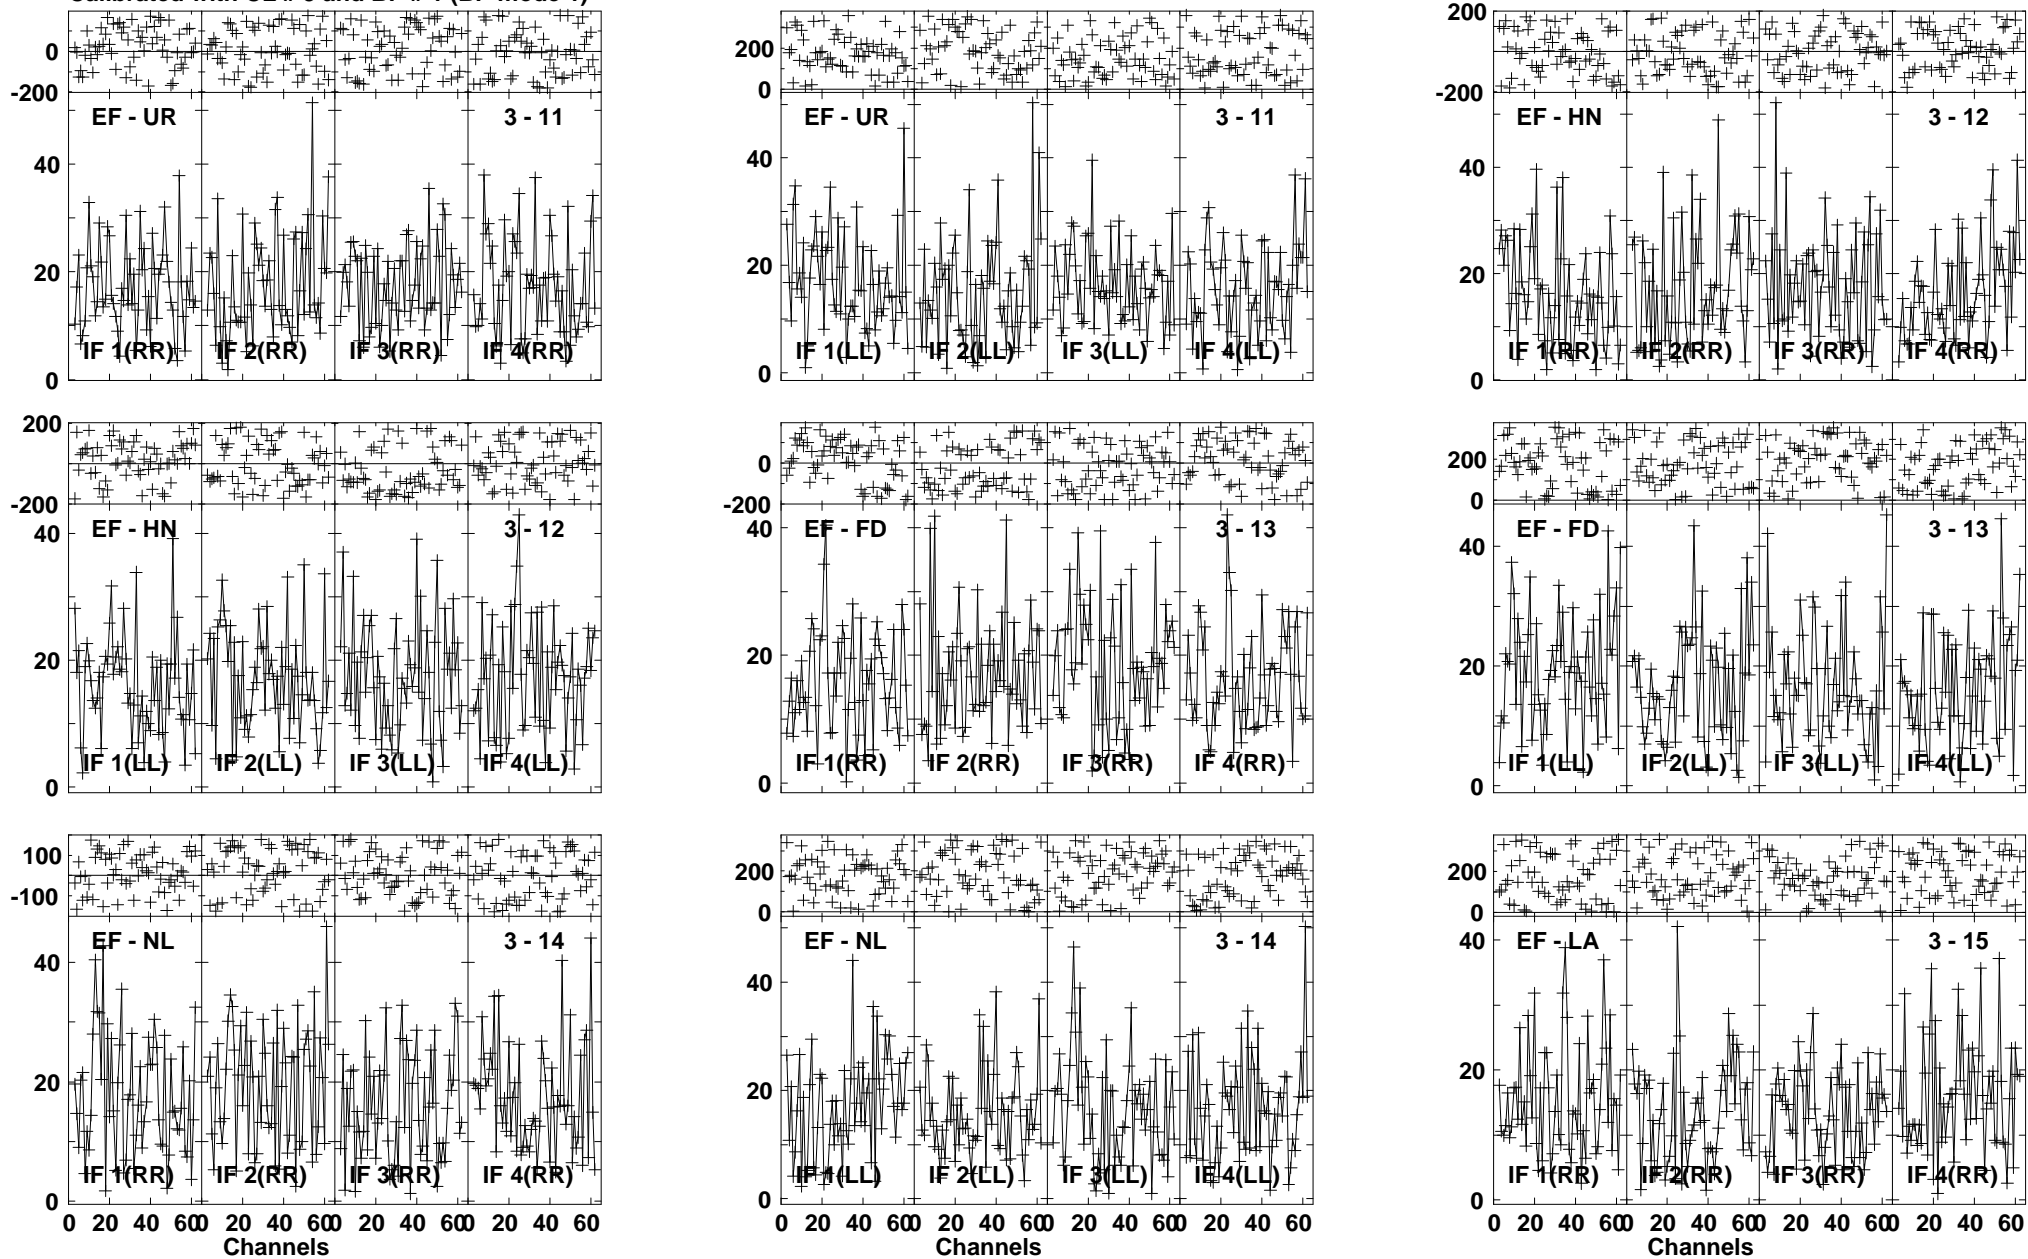 200 0 -200 EF - UR 3 - 11 40 20 0 IF 1(RR) IF 2(RR) IF 3(RR) IF 4(RR)
200 0 EF - UR 3 - 11 40 20 0 IF 1(LL) IF 2(LL) IF 3(LL) IF 4(LL)
200 0 -200 EF - HN 3 - 12 40 20 0 IF 1(RR) IF 2(RR) IF 3(RR) IF 4(RR)
200 0 -200 EF - HN 3 - 12 40 20 0 IF 1(LL) IF 2(LL) IF 3(LL) IF 4(LL)
0 -200 EF - FD 3 - 13 40 20 0 IF 1(RR) IF 2(RR) IF 3(RR) IF 4(RR)
200 0 EF - FD 3 - 13 40 20 0 IF 1(LL) IF 2(LL) IF 3(LL) IF 4(LL)
100 -100 EF - NL 3 - 14 40 20 0 IF 1(RR) IF 2(RR) IF 3(RR) IF 4(RR)
0 20 40 60 0 20 40 60 0 20 40 60 0 20 40 60
Channels
200 0 EF - NL 3 - 14 40 20 0 IF 1(LL) IF 2(LL) IF 3(LL) IF 4(LL)
0 20 40 60 0 20 40 60 0 20 40 60 0 20 40 60
Channels
200 0 EF - LA 3 - 15 40 20 0 IF 1(RR) IF 2(RR) IF 3(RR) IF 4(RR)
0 20 40 60 0 20 40 60 0 20 40 60 0 20 40 60
Channels